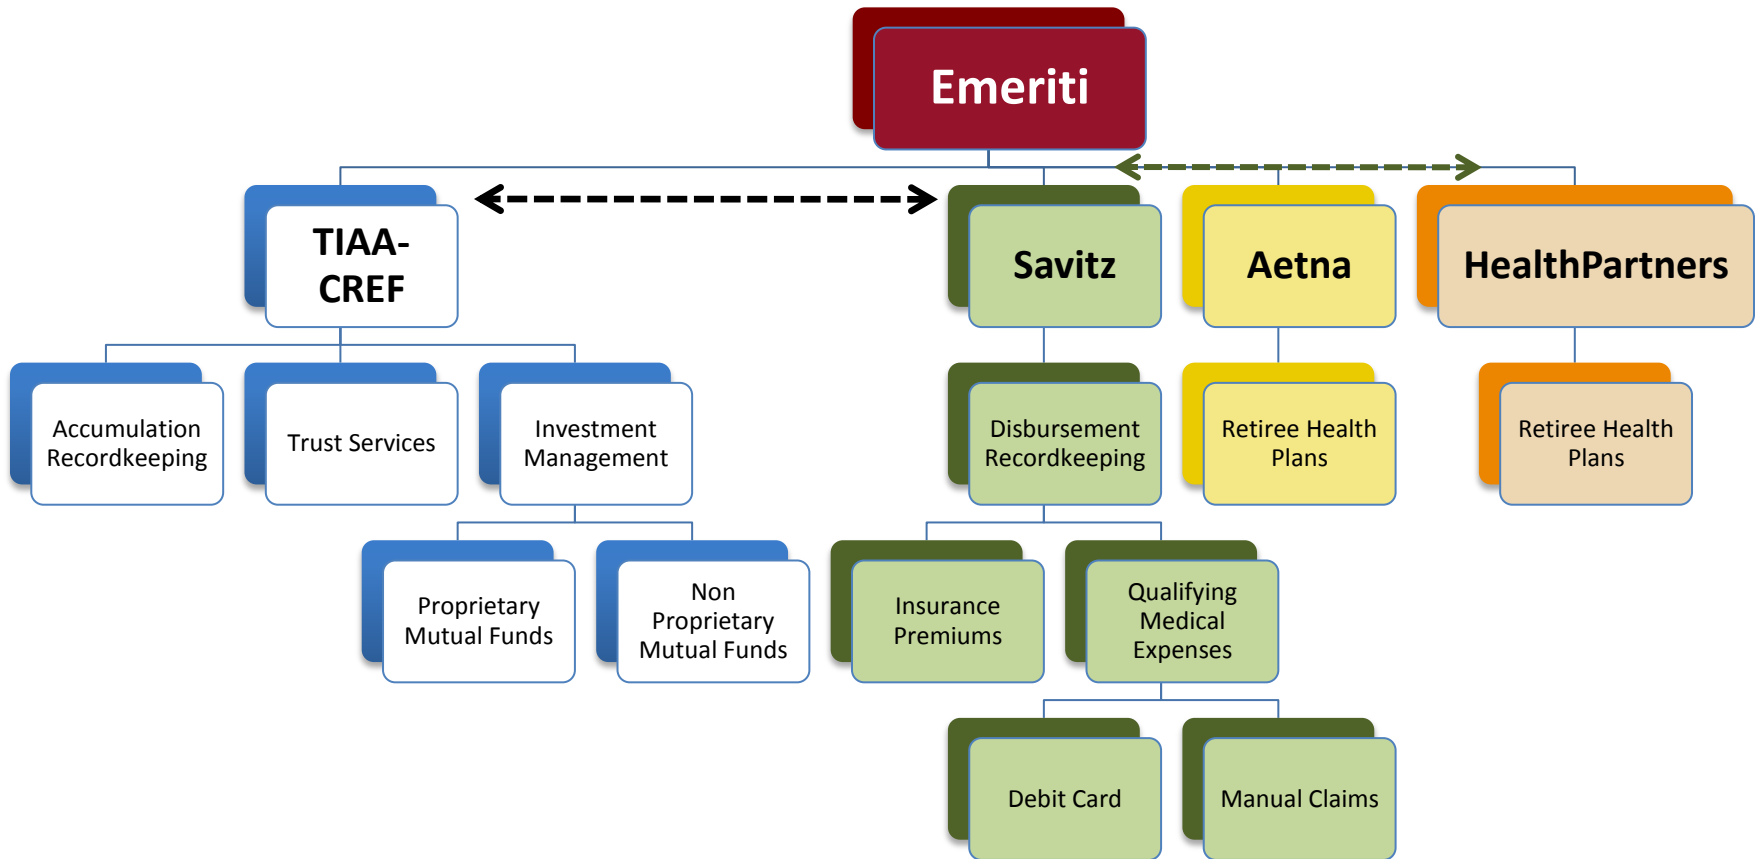 Emeriti
TIAA-
CREF
Savitz
Aetna
HealthPartners
Accumulation
Recordkeeping
Trust Services
Investment
Management
Disbursement
Recordkeeping
Retiree Health
Plans
Retiree Health
Plans
Proprietary
Mutual Funds
Non
Proprietary
Mutual Funds
Insurance
Premiums
Qualifying
Medical
Expenses
Debit Card
Manual Claims